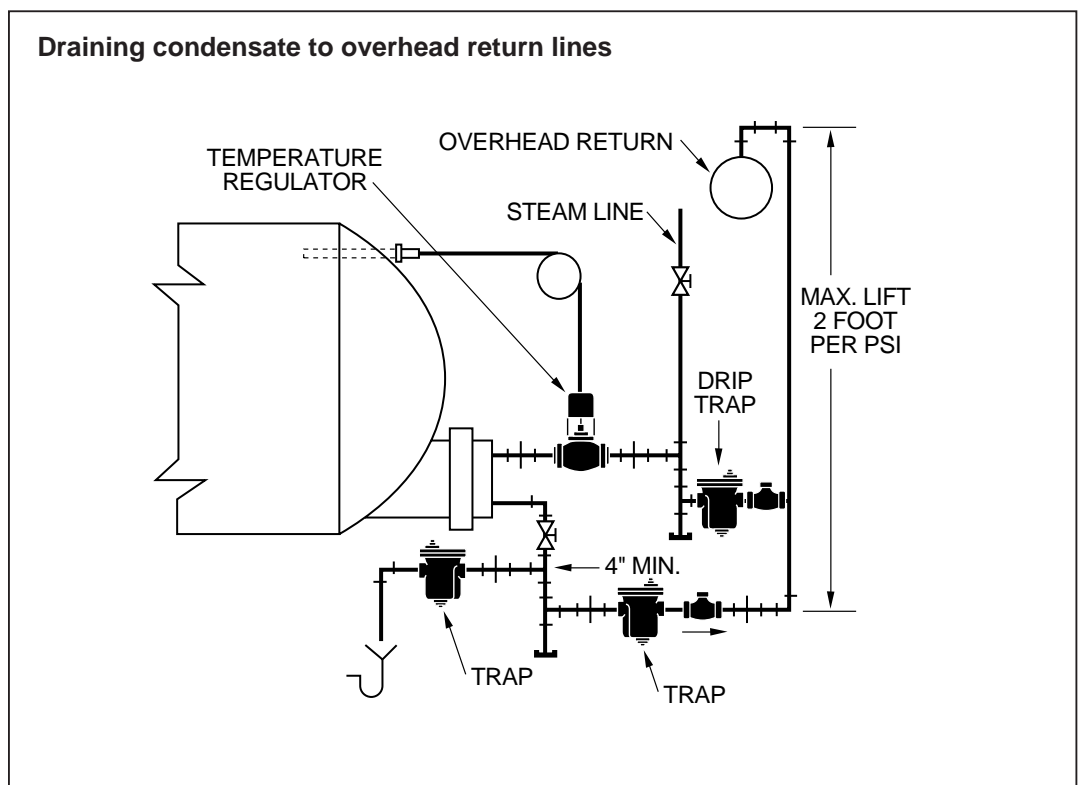 Draining condensate to overhead return lines
OVERHEAD RETURN
TEMPERATURE
REGULATOR
STEAM LINE
MAX. LIFT
2 FOOT
PER PSI
DRIP
TRAP
4" MIN.
TRAP
TRAP